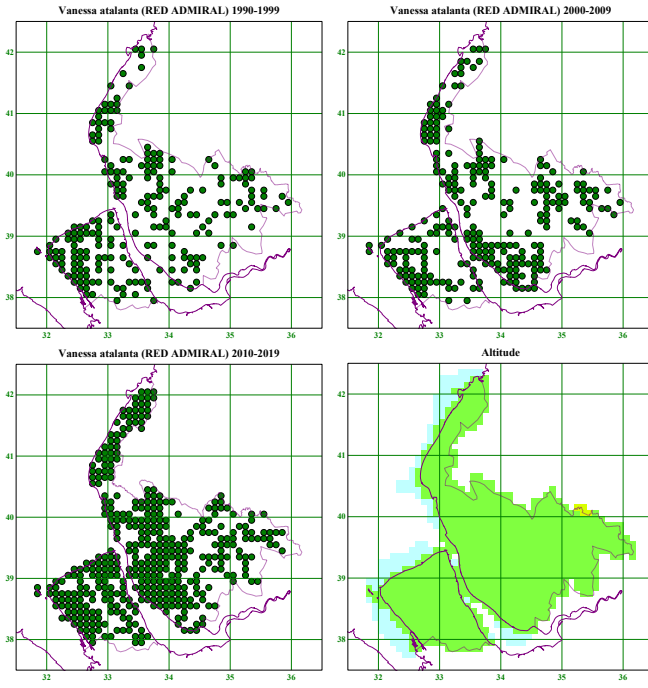 Vanessa atalanta (RED ADMIRAL) 1990-1999
42
41
40
39
38
32 33 34 35 36
Vanessa atalanta (RED ADMIRAL) 2000-2009
42
41
40
39
38
32 33 34 35 36
Vanessa atalanta (RED ADMIRAL) 2010-2019
42
41
40
39
38
32 33 34 35 36
Altitude
42
41
40
39
38
32 33 34 35 36